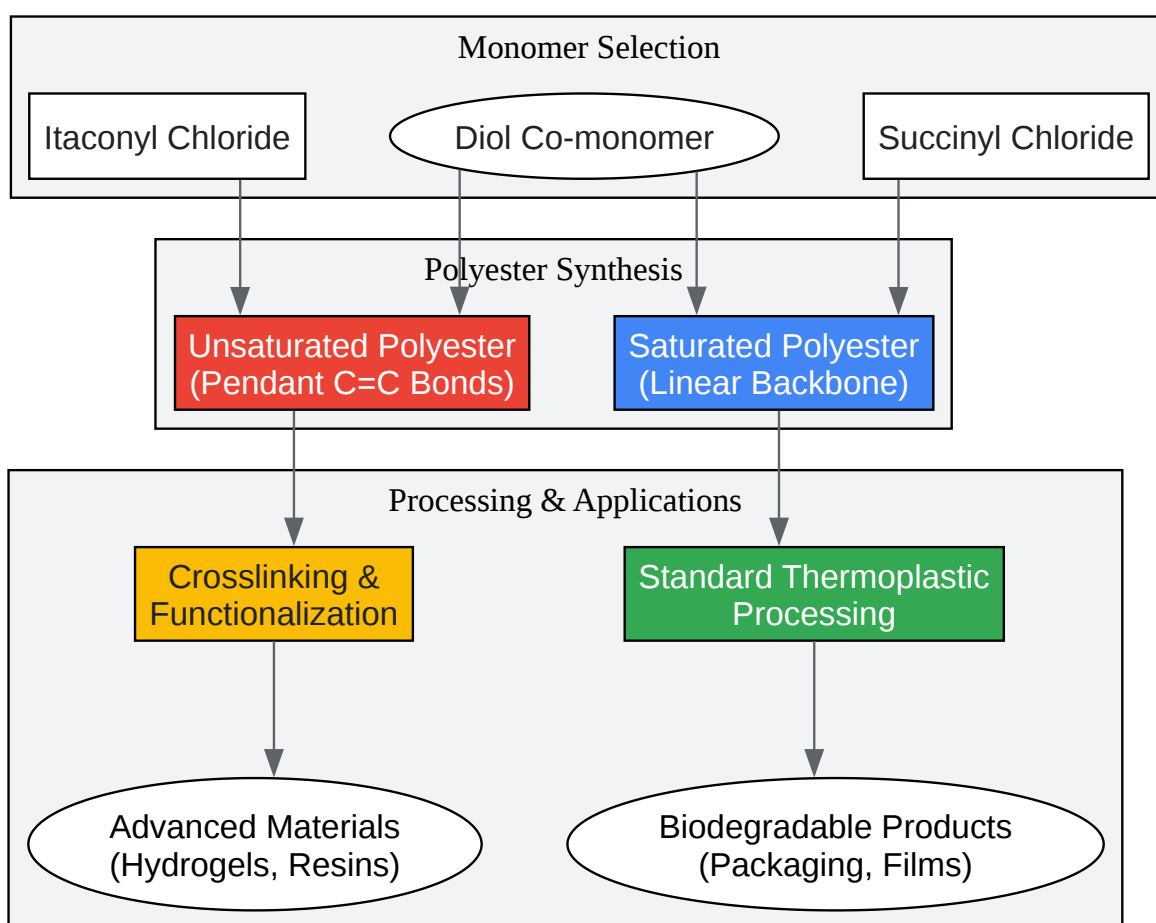 Monomer Selection
Itaconyl Chloride
Diol Co-monomer
Succinyl Chloride
Polyester Synthesis
Unsaturated Polyester
(Pendant C=C Bonds)
Saturated Polyester
(Linear Backbone)
Processing & Applications
Crosslinking &
Functionalization
Standard Thermoplastic
Processing
Advanced Materials
(Hydrogels, Resins)
Biodegradable Products
(Packaging, Films)